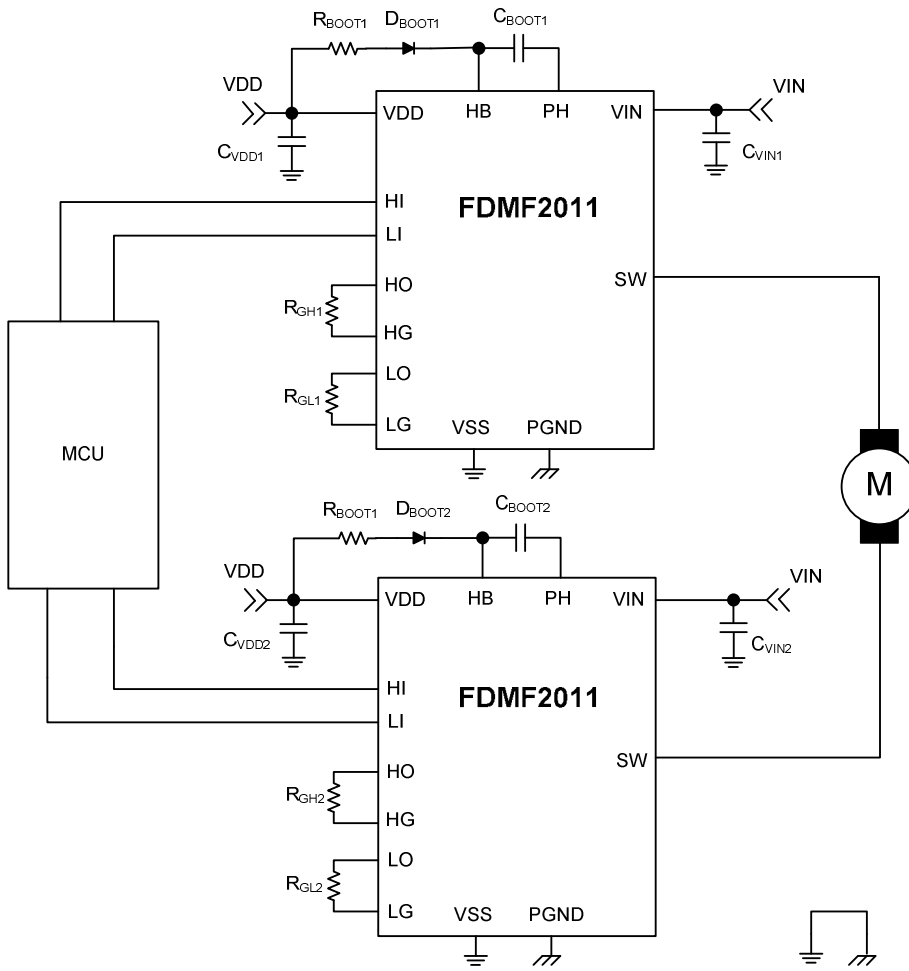 RBOOT1 DBOOT1 CBOOT1
VDD VIN
VDD HB PH VIN
CVDD1 CVIN1
HI FDMF2011
LI
SW
HO
RGH1
HG
LO
RGL1
LG VSS PGND
MCU
M
RBOOT1 DBOOT2 CBOOT2
VDD VIN
VDD HB PH VIN
CVDD2 CVIN2
HI FDMF2011
LI
SW
HO
RGH2
HG
LO
RGL2
LG VSS PGND